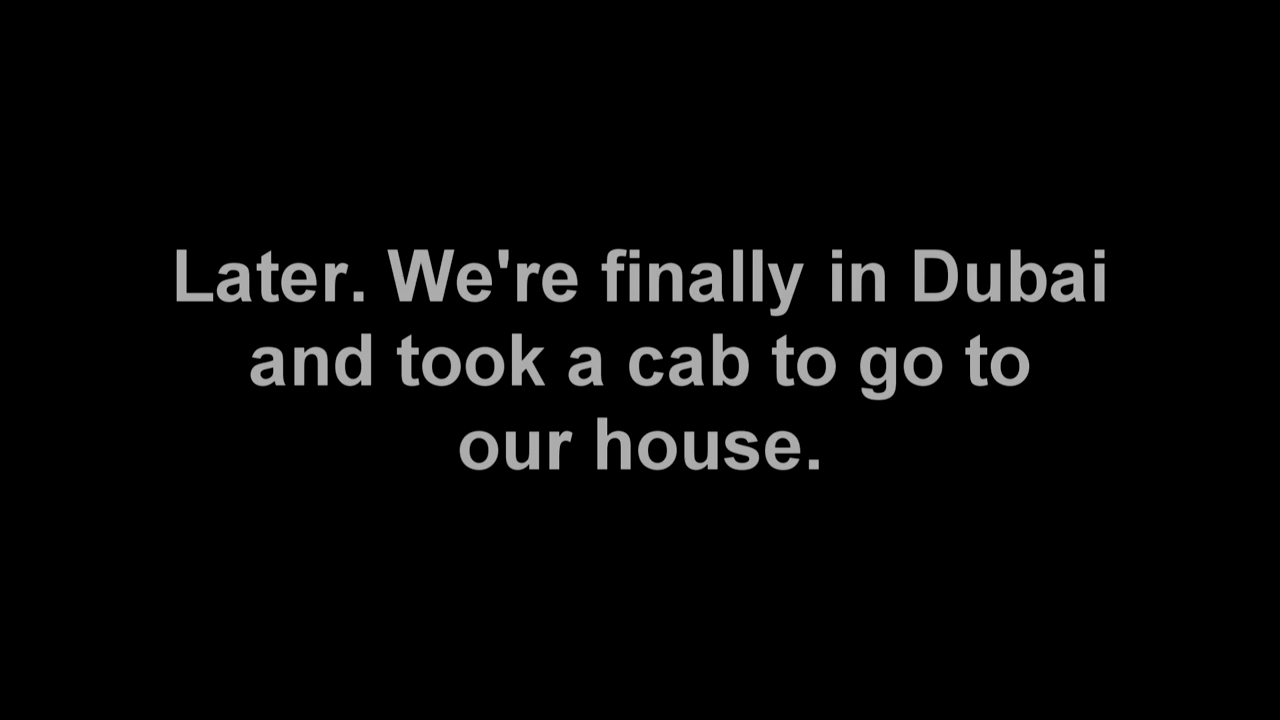 Later. We're finally in Dubai
and took a cab to go to
our house.